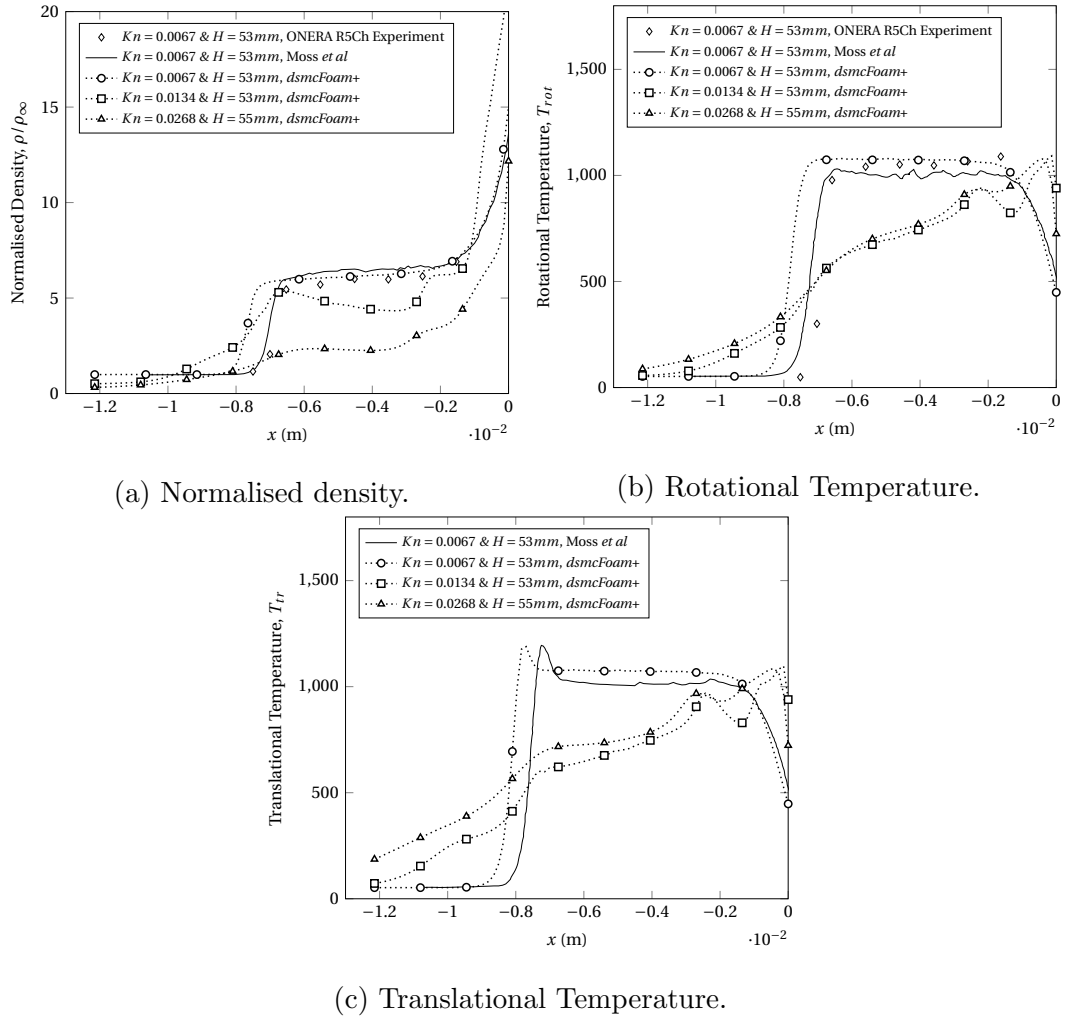 Kn = 0.0067 & H = 53mm, ONERA R5Ch Experiment
Kn = 0.0067 & H = 53mm, Moss et al
Kn = 0.0067 & H = 53mm, dsmcFoam+
Kn = 0.0134 & H = 53mm, dsmcFoam+
Kn = 0.0268 & H = 55mm, dsmcFoam+
Normalised Density, ρ/ρ∞
20
15
10
5
0
−1.2 −1 −0.8 −0.6 −0.4 −0.2 0
x (m)
·10⁻²
(a) Normalised density.
Kn = 0.0067 & H = 53mm, ONERA R5Ch Experiment
Kn = 0.0067 & H = 53mm, Moss et al
Kn = 0.0067 & H = 53mm, dsmcFoam+
Kn = 0.0134 & H = 53mm, dsmcFoam+
Kn = 0.0268 & H = 55mm, dsmcFoam+
Rotational Temperature, Trot
1,500
1,000
500
0
−1.2 −1 −0.8 −0.6 −0.4 −0.2 0
x (m)
·10⁻²
(b) Rotational Temperature.
Kn = 0.0067 & H = 53mm, Moss et al
Kn = 0.0067 & H = 53mm, dsmcFoam+
Kn = 0.0134 & H = 53mm, dsmcFoam+
Kn = 0.0268 & H = 55mm, dsmcFoam+
Translational Temperature, Ttr
1,500
1,000
500
0
−1.2 −1 −0.8 −0.6 −0.4 −0.2 0
x (m)
·10⁻²
(c) Translational Temperature.